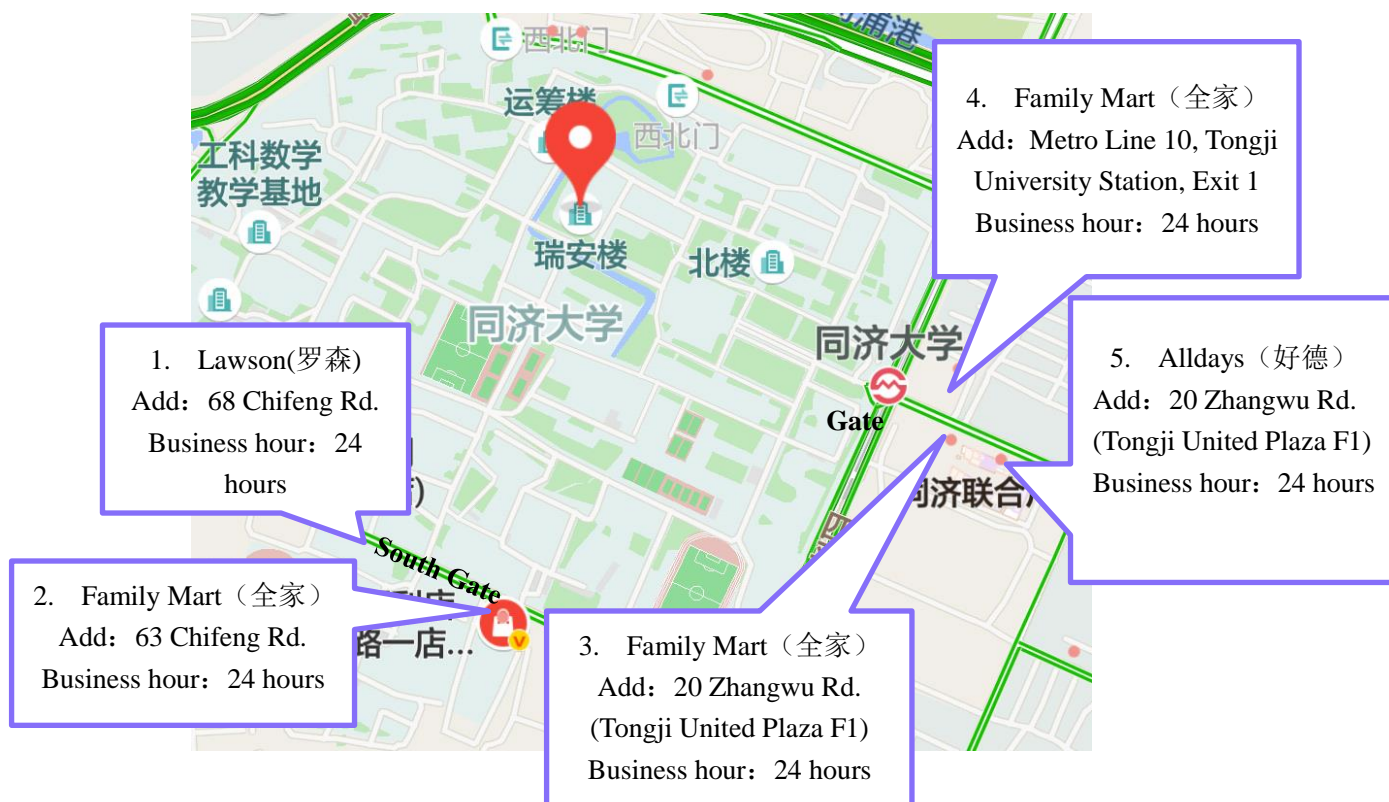 西北门
浦港
4. Family Mart（全家）
Add：Metro Line 10, Tongji
University Station, Exit 1
Business hour：24 hours
运筹楼
西北门
工科数学
教学基地
瑞安楼
北楼
同济大学
同济大学
Gate
1. Lawson(罗森)
Add：68 Chifeng Rd.
Business hour：24
hours
5. Alldays（好德）
Add：20 Zhangwu Rd.
(Tongji United Plaza F1)
Business hour：24 hours
同济联合
四
South Gate
2. Family Mart（全家）
Add：63 Chifeng Rd.
Business hour：24 hours
路一店...
3. Family Mart（全家）
Add：20 Zhangwu Rd.
(Tongji United Plaza F1)
Business hour：24 hours